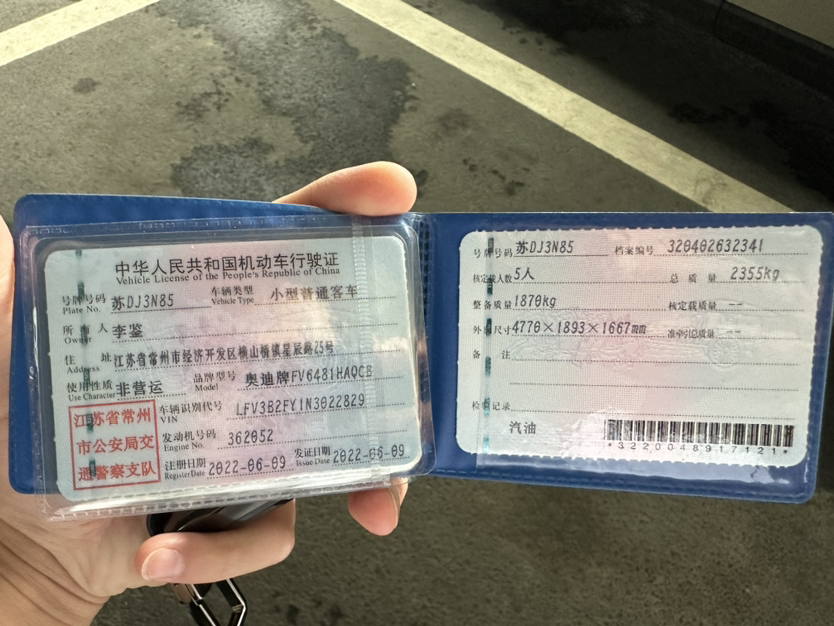 中华人民共和国机动车行驶证
Vehicle License of the People's Republic of China
号牌号码 苏DJ3N85 车辆类型 小型普通客车
Plate No. Vehicle Type
所有人 李鉴
Owner
住址 江苏省常州市经济开发区横山桥镇星辰路25号
Address
使用性质 非营运 品牌型号 奥迪牌FV6481HAQCB
Use Character Model
江苏省常州
市公安局交
通警察支队
车辆识别代号 LFV3B2FY1N3022829
VIN
发动机号码 362052
Engine No.
注册日期 2022-06-09 发证日期 2022-06-09
Register Date Issue Date
号牌号码 苏DJ3N85 档案编号 320402632341
核定载人数 5人 总质量 2355kg
整备质量 1870kg 核定载质量 --
外廓尺寸 4770×1893×1667 准牵引总质量 --
备注
检验记录
汽油
*3220048917121*